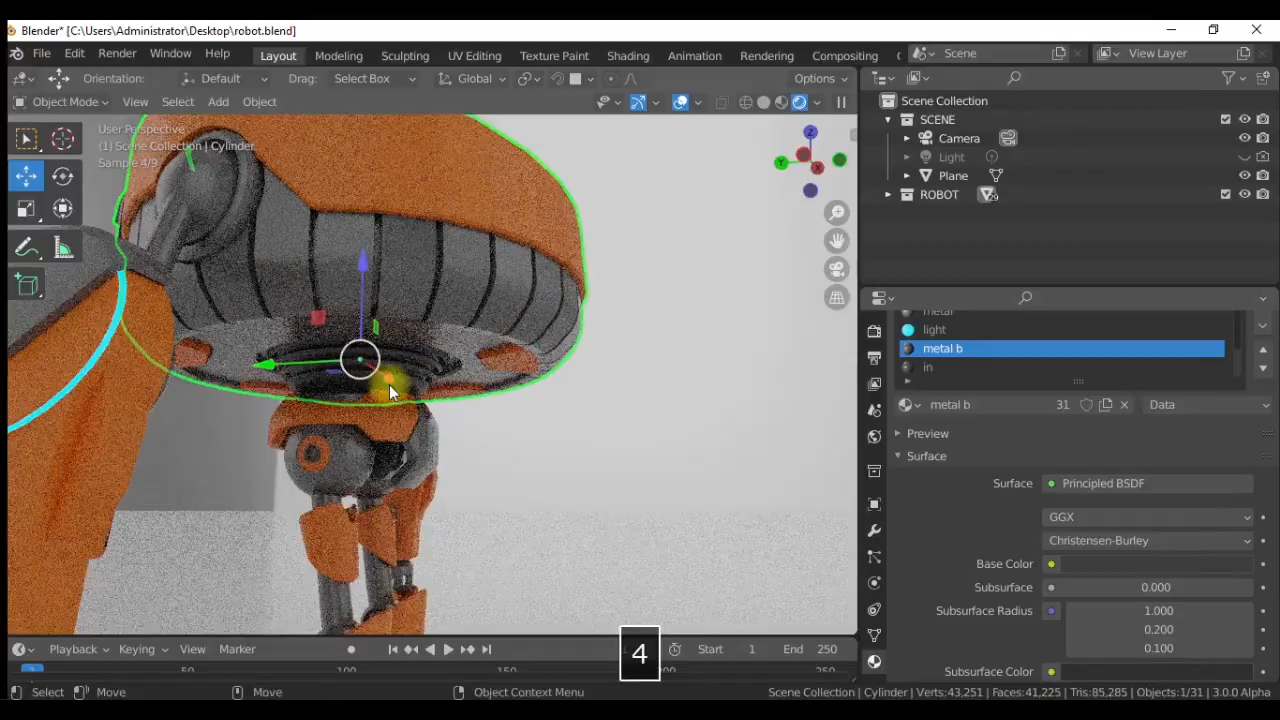 Blender* [C:\Users\Administrator\Desktop\robot.blend]
File Edit Render Window Help Layout Modeling Sculpting UV Editing Texture Paint Shading Animation Rendering Compositing Scene View Layer
Orientation: Default Drag: Select Box Global Options
Object Mode View Select Add Object
User Perspective
(1) Scene Collection | Cylinder
Sample 4/9
Z
Y
X
Scene Collection
SCENE
Camera
Light
Plane
ROBOT 29
metal
light
metal b
in
metal b 31 Data
Preview
Surface
Surface Principled BSDF
GGX
Christensen-Burley
Base Color
Subsurface 0.000
Subsurface Radius 1.000
0.200
0.100
Subsurface Color
Playback Keying View Marker Start 1 End 250
50 100 150 250
4
Select Move Move Object Context Menu Scene Collection | Cylinder | Verts:43,251 | Faces:41,225 | Tris:85,285 | Objects:1/31 | 3.0.0 Alpha